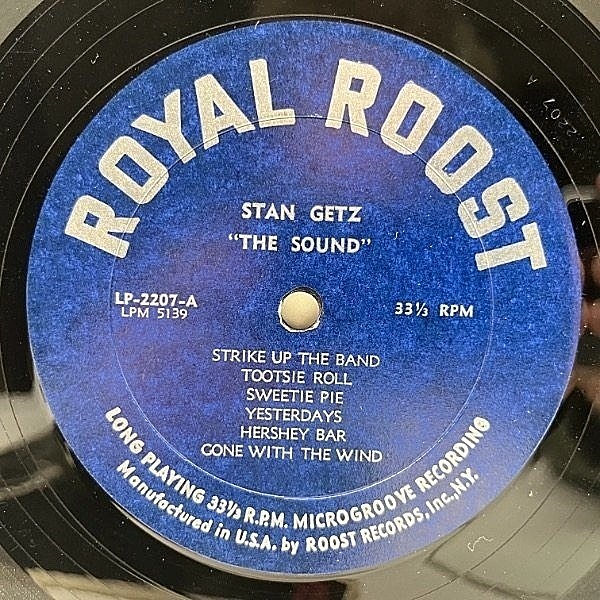 ROYAL ROOST
STAN GETZ
"THE SOUND"
LP-2207-A
LPM 5139
33⅓ RPM
STRIKE UP THE BAND
TOOTSIE ROLL
SWEETIE PIE
YESTERDAYS
HERSHEY BAR
GONE WITH THE WIND
LONG PLAYING 33⅓ R.P.M. MICROGROOVE RECORDING
Manufactured in U.S.A. by ROOST RECORDS, Inc., N.Y.
2207 A